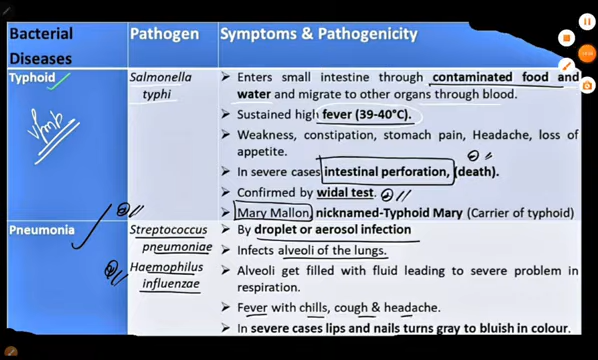 Bacterial Diseases
Pathogen
Symptoms & Pathogenicity
Typhoid
Salmonella
typhi
Enters small intestine through contaminated food and
water and migrate to other organs through blood.
Sustained high fever (39-40°C).
Weakness, constipation, stomach pain, Headache, loss of
appetite.
In severe cases intestinal perforation, (death).
Confirmed by widal test.
Mary Mallon, nicknamed-Typhoid Mary (Carrier of typhoid)
Pneumonia
Streptococcus
pneumoniae
Haemophilus
influenzae
By droplet or aerosol infection
Infects alveoli of the lungs.
Alveoli get filled with fluid leading to severe problem in
respiration.
Fever with chills, cough & headache.
In severe cases lips and nails turns gray to bluish in colour.